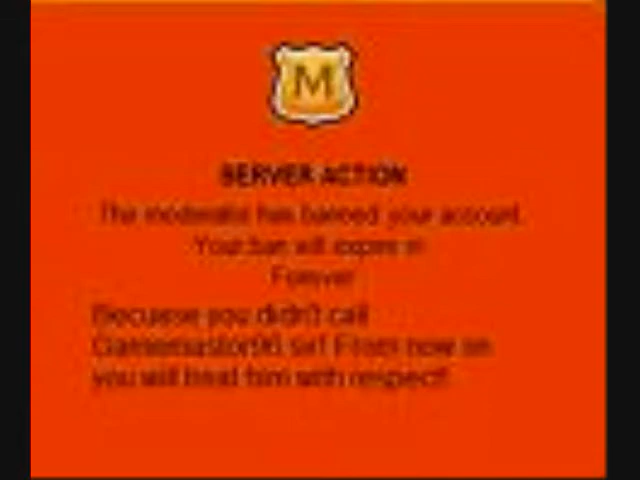 M
SERVER ACTION
The moderator has banned your account.
Your ban will expire in
Forever
Because you didn't call
sir! From now on
you will treat him with respect!